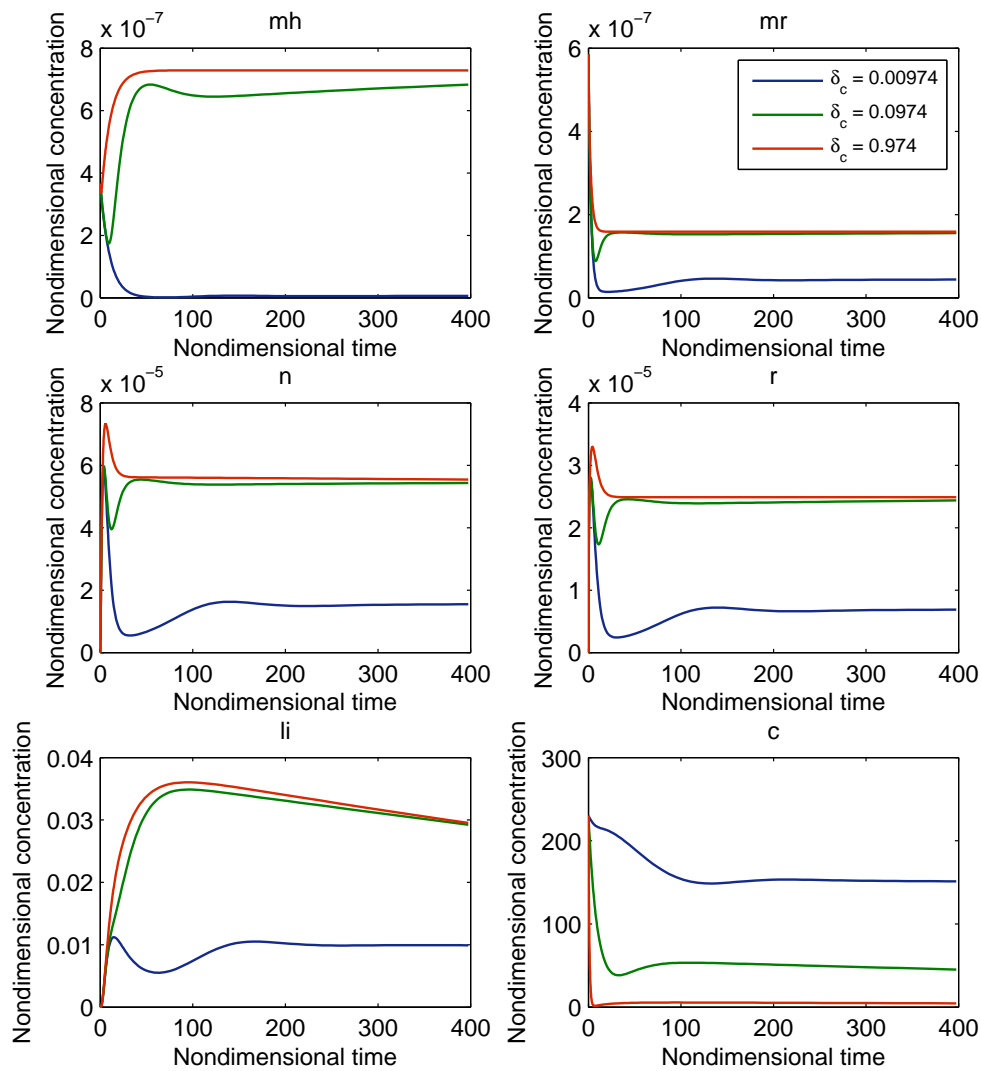 mh
x 10⁻⁷
Nondimensional concentration
8
6
4
2
0
0 100 200 300 400
Nondimensional time
mr
x 10⁻⁷
Nondimensional concentration
6
4
2
0
0 100 200 300 400
Nondimensional time
δc = 0.00974
δc = 0.0974
δc = 0.974
n
x 10⁻⁵
Nondimensional concentration
8
6
4
2
0
0 100 200 300 400
Nondimensional time
r
x 10⁻⁵
Nondimensional concentration
4
3
2
1
0
0 100 200 300 400
Nondimensional time
li
Nondimensional concentration
0.04
0.03
0.02
0.01
0
0 100 200 300 400
Nondimensional time
c
Nondimensional concentration
300
200
100
0
0 100 200 300 400
Nondimensional time